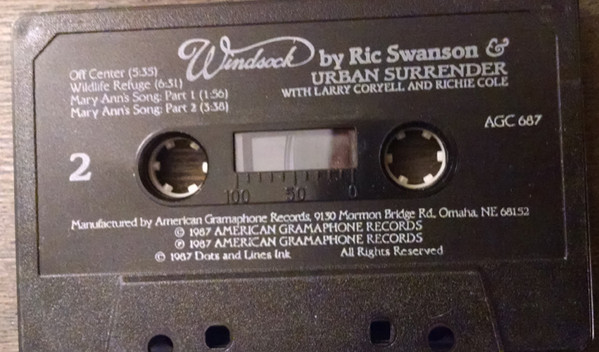 Windsock by Ric Swanson &
URBAN SURRENDER
WITH LARRY CORYELL AND RICHIE COLE
Off Center (5:35)
Wildlife Refuge (6:31)
Mary Ann's Song: Part 1 (1:56)
Mary Ann's Song: Part 2 (3:38)
AGC 687
2
100 50 0
Manufactured by American Gramaphone Records, 9130 Mormon Bridge Rd., Omaha, NE 68152
© 1987 AMERICAN GRAMAPHONE RECORDS
℗ 1987 AMERICAN GRAMAPHONE RECORDS
© 1987 Dots and Lines Ink All Rights Reserved